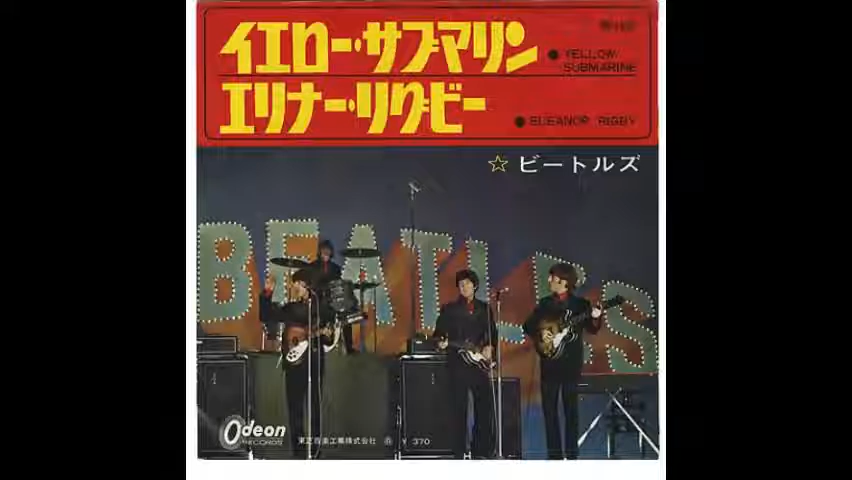 イエロー・サブマリン
● YELLOW SUBMARINE
エリナー・リグビー
● ELEANOR RIGBY
☆ ビートルズ
BEATLES
Odeon
RECORDS
東芝音楽工業株式会社 ¥ 370